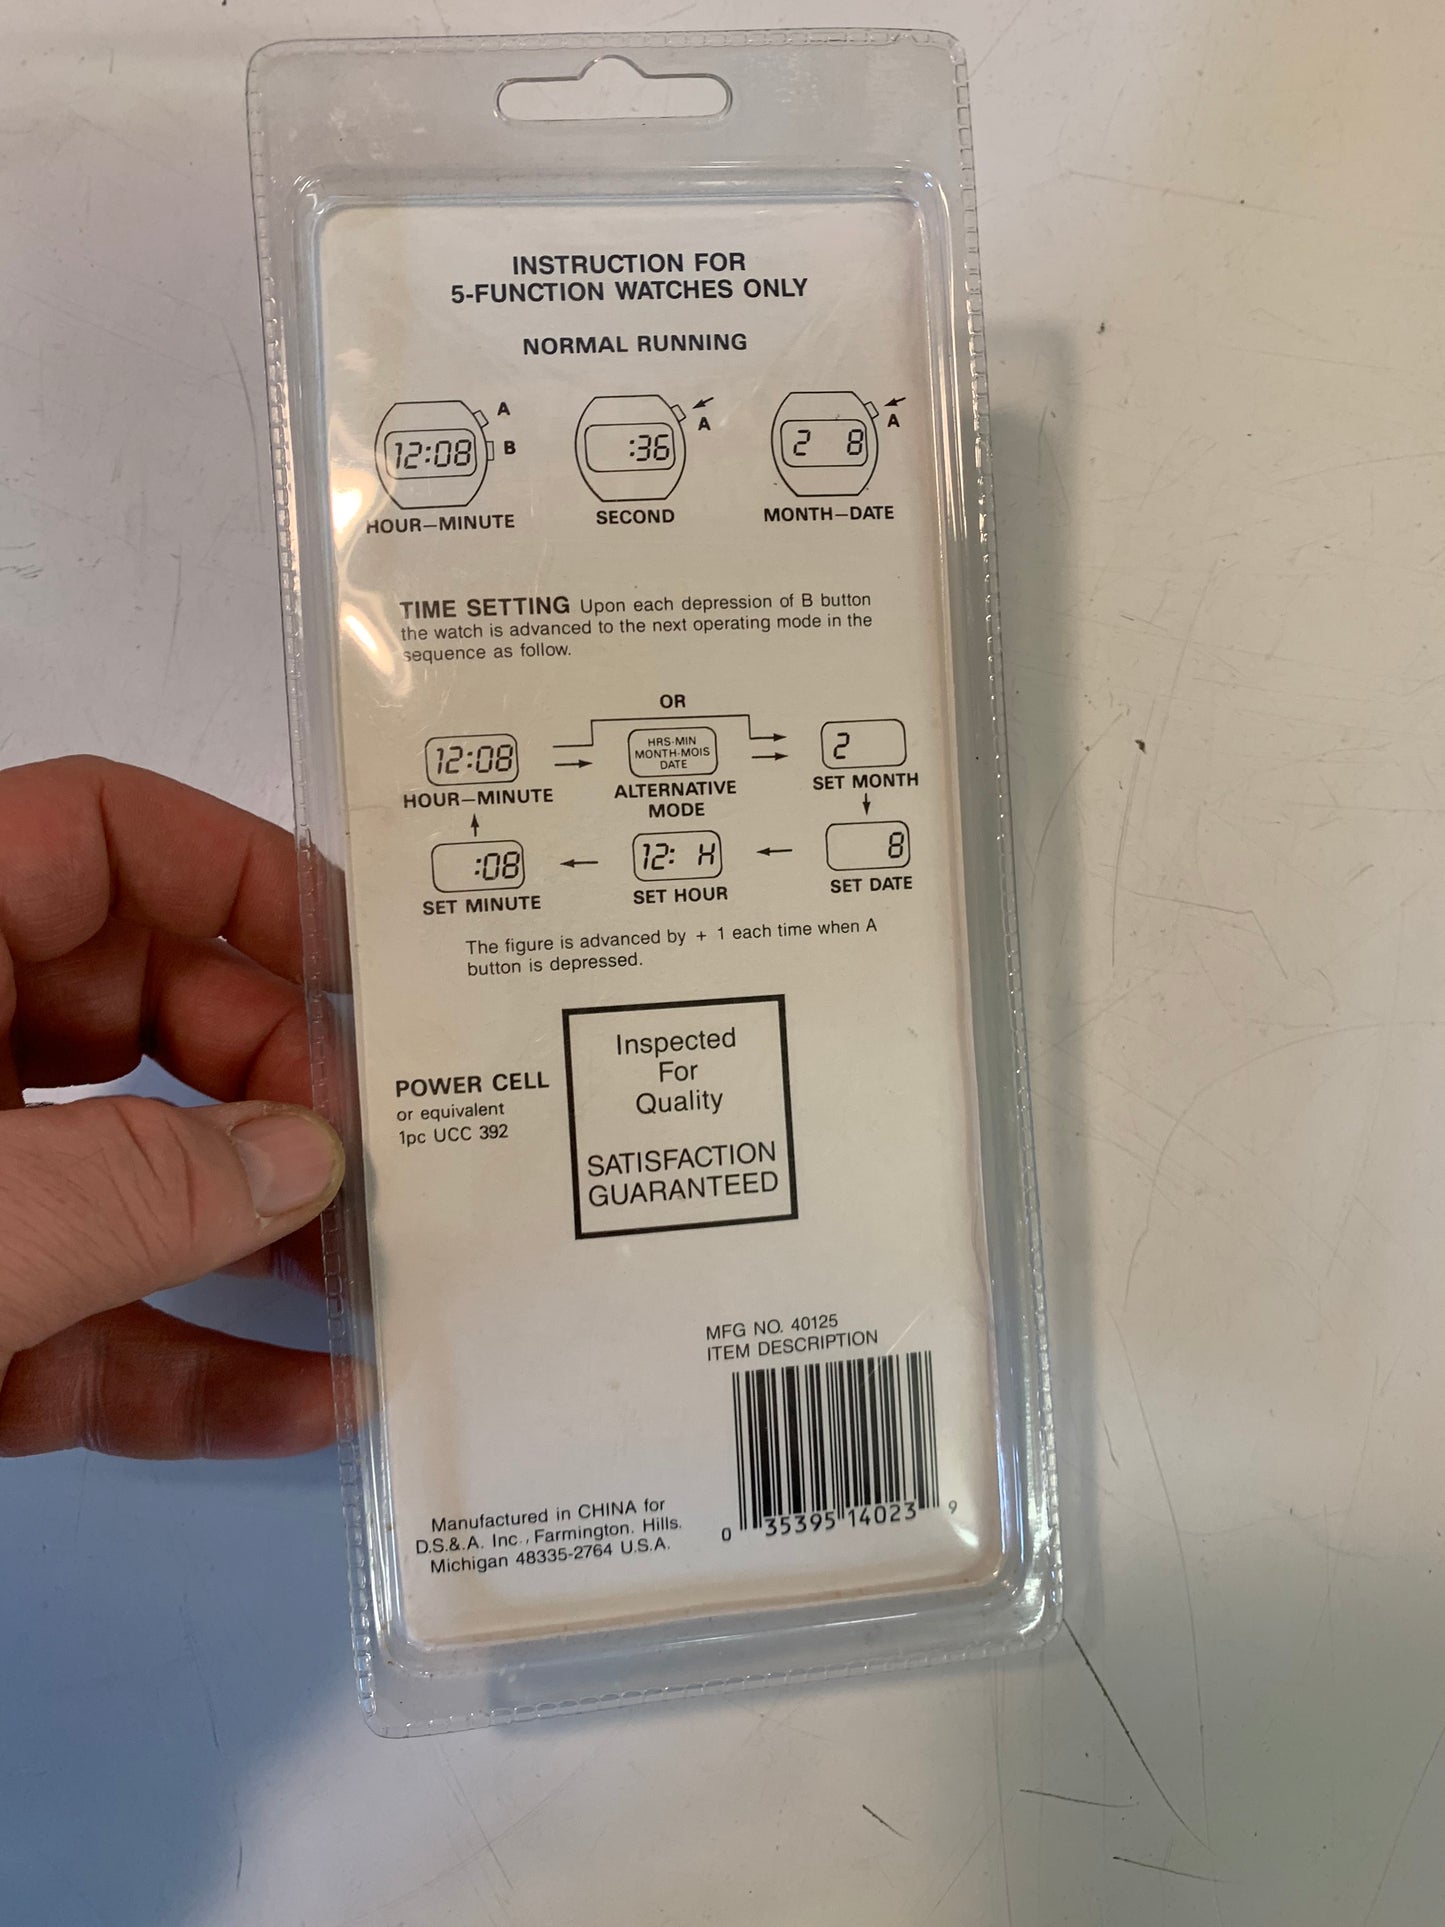 INSTRUCTION FOR
5-FUNCTION WATCHES ONLY
NORMAL RUNNING
A
B
12:08
HOUR–MINUTE
A
:36
SECOND
A
2 8
MONTH–DATE
TIME SETTING Upon each depression of B button
the watch is advanced to the next operating mode in the
sequence as follow.
OR
12:08
HOUR–MINUTE
HRS-MIN
MONTH-MOIS
DATE
ALTERNATIVE
MODE
2
SET MONTH
:08
SET MINUTE
12: H
SET HOUR
8
SET DATE
The figure is advanced by + 1 each time when A
button is depressed.
POWER CELL
or equivalent
1pc UCC 392
Inspected
For
Quality
SATISFACTION
GUARANTEED
MFG NO. 40125
ITEM DESCRIPTION
0 35395 14023 9
Manufactured in CHINA for
D.S.&.A. Inc., Farmington. Hills.
Michigan 48335-2764 U.S.A.